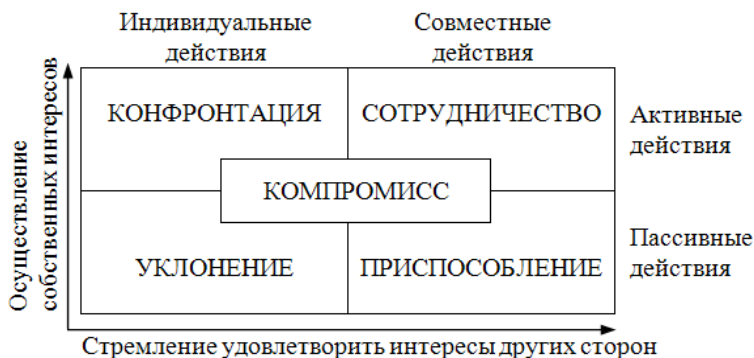 Индивидуальные
действия
Совместные
действия
Осуществление
собственных интересов
КОНФРОНТАЦИЯ
СОТРУДНИЧЕСТВО
Активные
действия
КОМПРОМИСС
УКЛОНЕНИЕ
ПРИСПОСОБЛЕНИЕ
Пассивные
действия
Стремление удовлетворить интересы других сторон